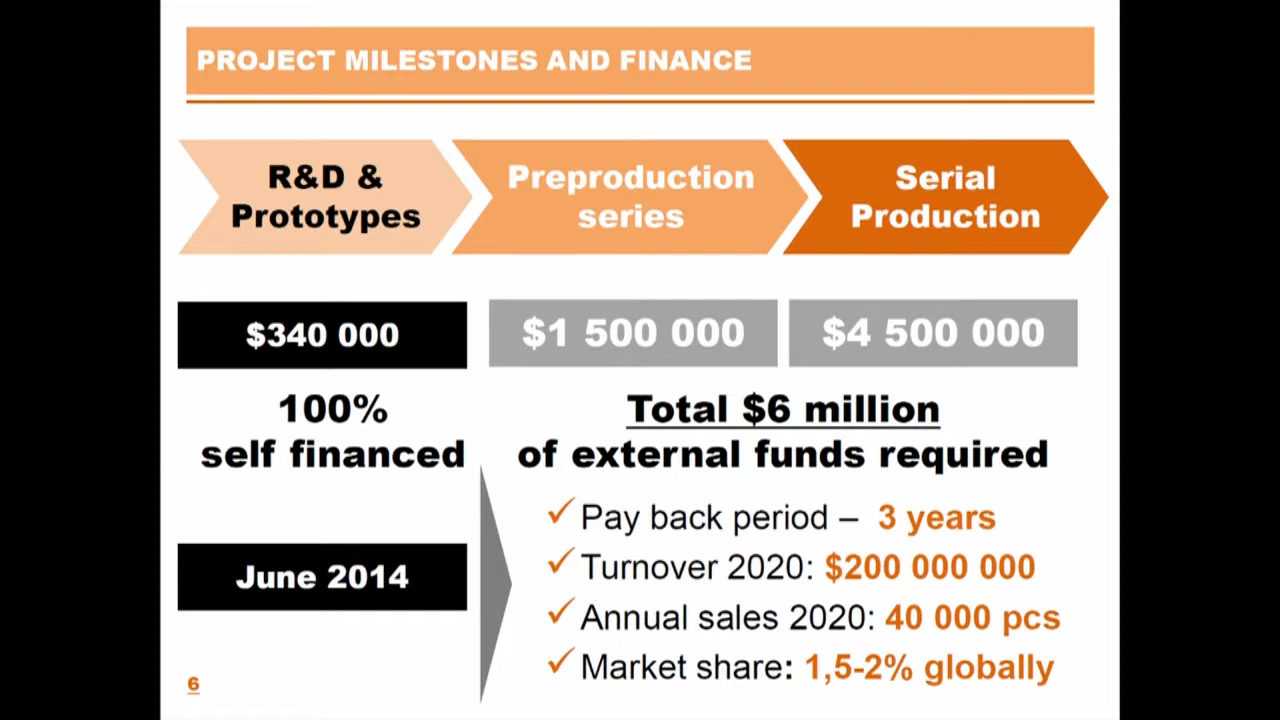 PROJECT MILESTONES AND FINANCE
R&D &
Prototypes
Preproduction
series
Serial
Production
$340 000
$1 500 000
$4 500 000
100%
self financed
Total $6 million
of external funds required
June 2014
✓ Pay back period – 3 years
✓ Turnover 2020: $200 000 000
✓ Annual sales 2020: 40 000 pcs
✓ Market share: 1,5-2% globally
6